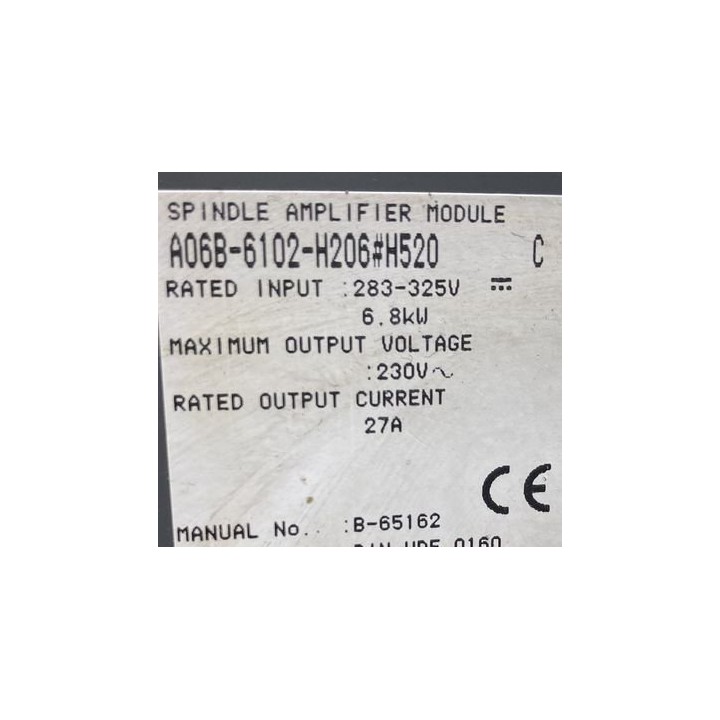 SPINDLE AMPLIFIER MODULE
A06B-6102-H206#H520 C
RATED INPUT :283-325V ⎓
6.8kW
MAXIMUM OUTPUT VOLTAGE
:230V~
RATED OUTPUT CURRENT
27A
CE
MANUAL No. :B-65162
0160